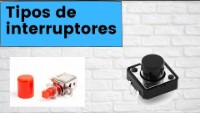 Tipos de
interruptores